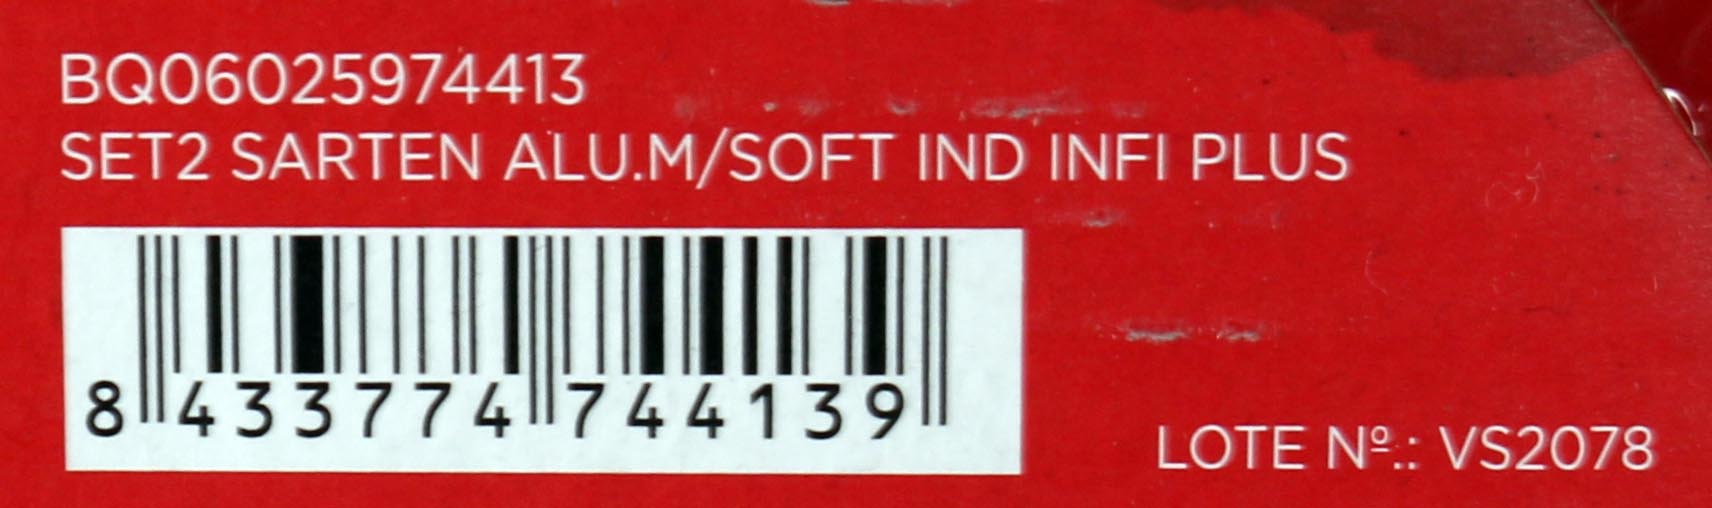 BQ06025974413
SET2 SARTEN ALU.M/SOFT IND INFI PLUS
8 433774 744139
LOTE Nº.: VS2078